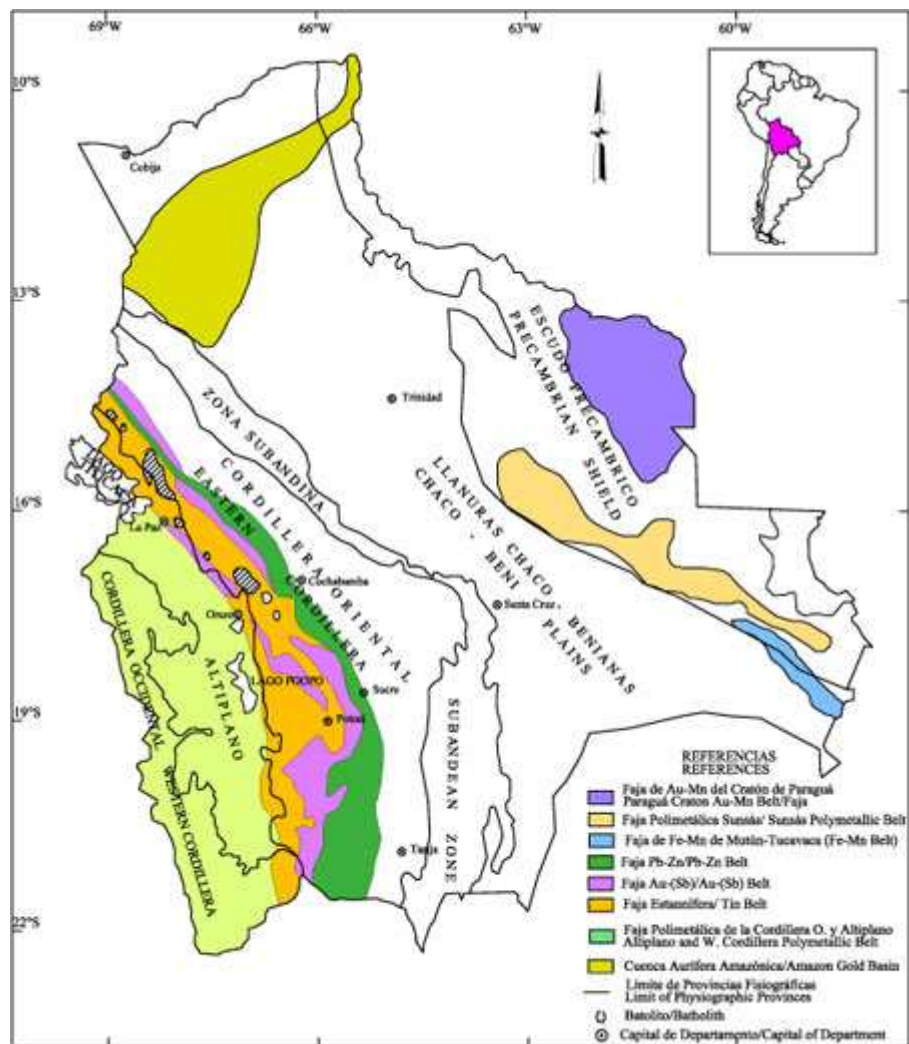 69°W 66°W 63°W 60°W
10°S
13°S
16°S
19°S
22°S
Cobija
Trinidad
La Paz
Cochabamba
Oruro
Santa Cruz
Sucre
Potosí
Tarija
LAGO
LAGO POOPO
ZONA SUBANDINA
CORDILLERA ORIENTAL
EASTERN CORDILLERA
ESCUDO PRECAMBRICO
PRECAMBRIAN SHIELD
LLANURAS CHACO BENIANAS
CHACO - BENI PLAINS
CORDILLERA OCCIDENTAL
WESTERN CORDILLERA
ALTIPLANO
SUBANDEAN ZONE
REFERENCIAS
REFERENCES
Faja de Au-Mn del Cratón de Paraguá
Paraguá Craton Au-Mn Belt/Faja
Faja Polimetálica Sunsás/ Sunsás Polymetallic Belt
Faja de Fe-Mn de Mutún-Tucavaca (Fe-Mn Belt)
Faja Pb-Zn/Pb-Zn Belt
Faja Au-(Sb)/Au-(Sb) Belt
Faja Estannífera/ Tin Belt
Faja Polimetálica de la Cordillera O. y Altiplano
Altiplano and W. Cordillera Polymetallic Belt
Cuenca Aurífera Amazónica/Amazon Gold Basin
Límite de Provincias Fisiográficas
Limit of Physiographic Provinces
Batolito/Batholith
Capital de Departamento/Capital of Department